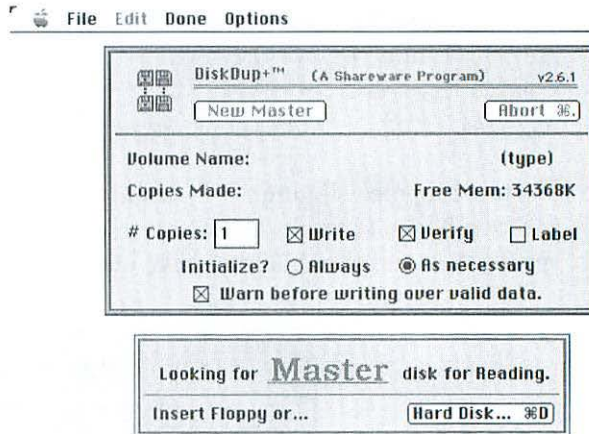 File Edit Done Options
DiskDup+™ (A Shareware Program) v2.6.1
New Master Abort ⌘.
Volume Name: (type)
Copies Made: Free Mem: 34368K
# Copies: 1 Write Verify Label
Initialize? Always As necessary
Warn before writing over valid data.
Looking for Master disk for Reading.
Insert Floppy or... Hard Disk... ⌘D